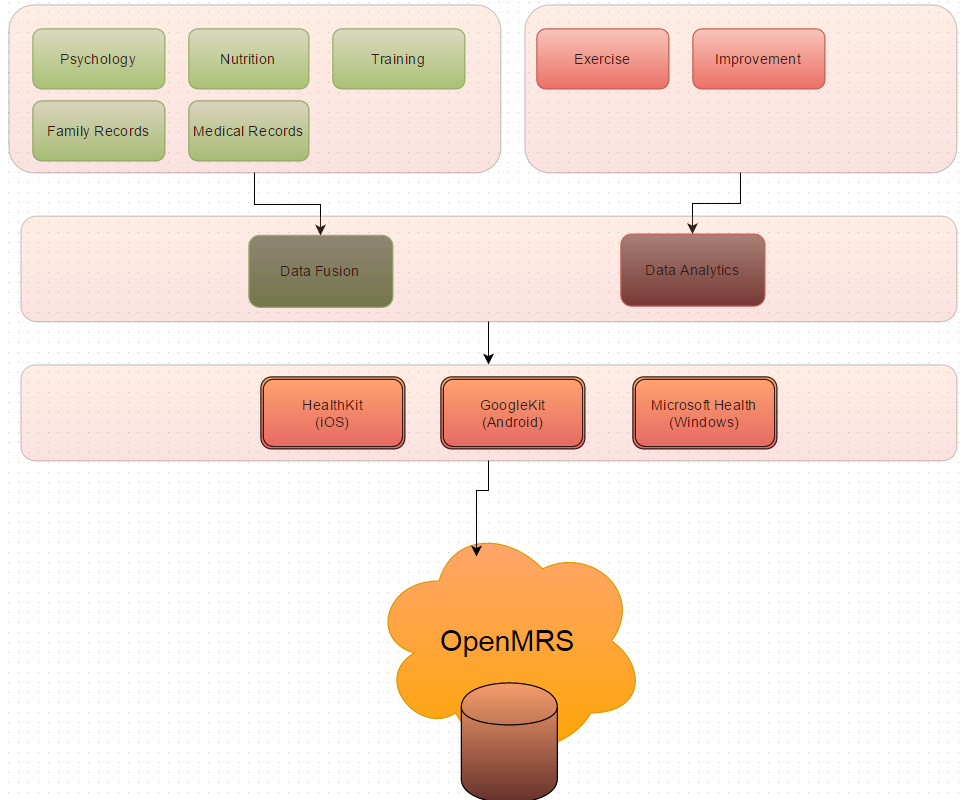 Psychology
Nutrition
Training
Exercise
Improvement
Family Records
Medical Records
Data Fusion
Data Analytics
HealthKit
(iOS)
GoogleKit
(Android)
Microsoft Health
(Windows)
OpenMRS